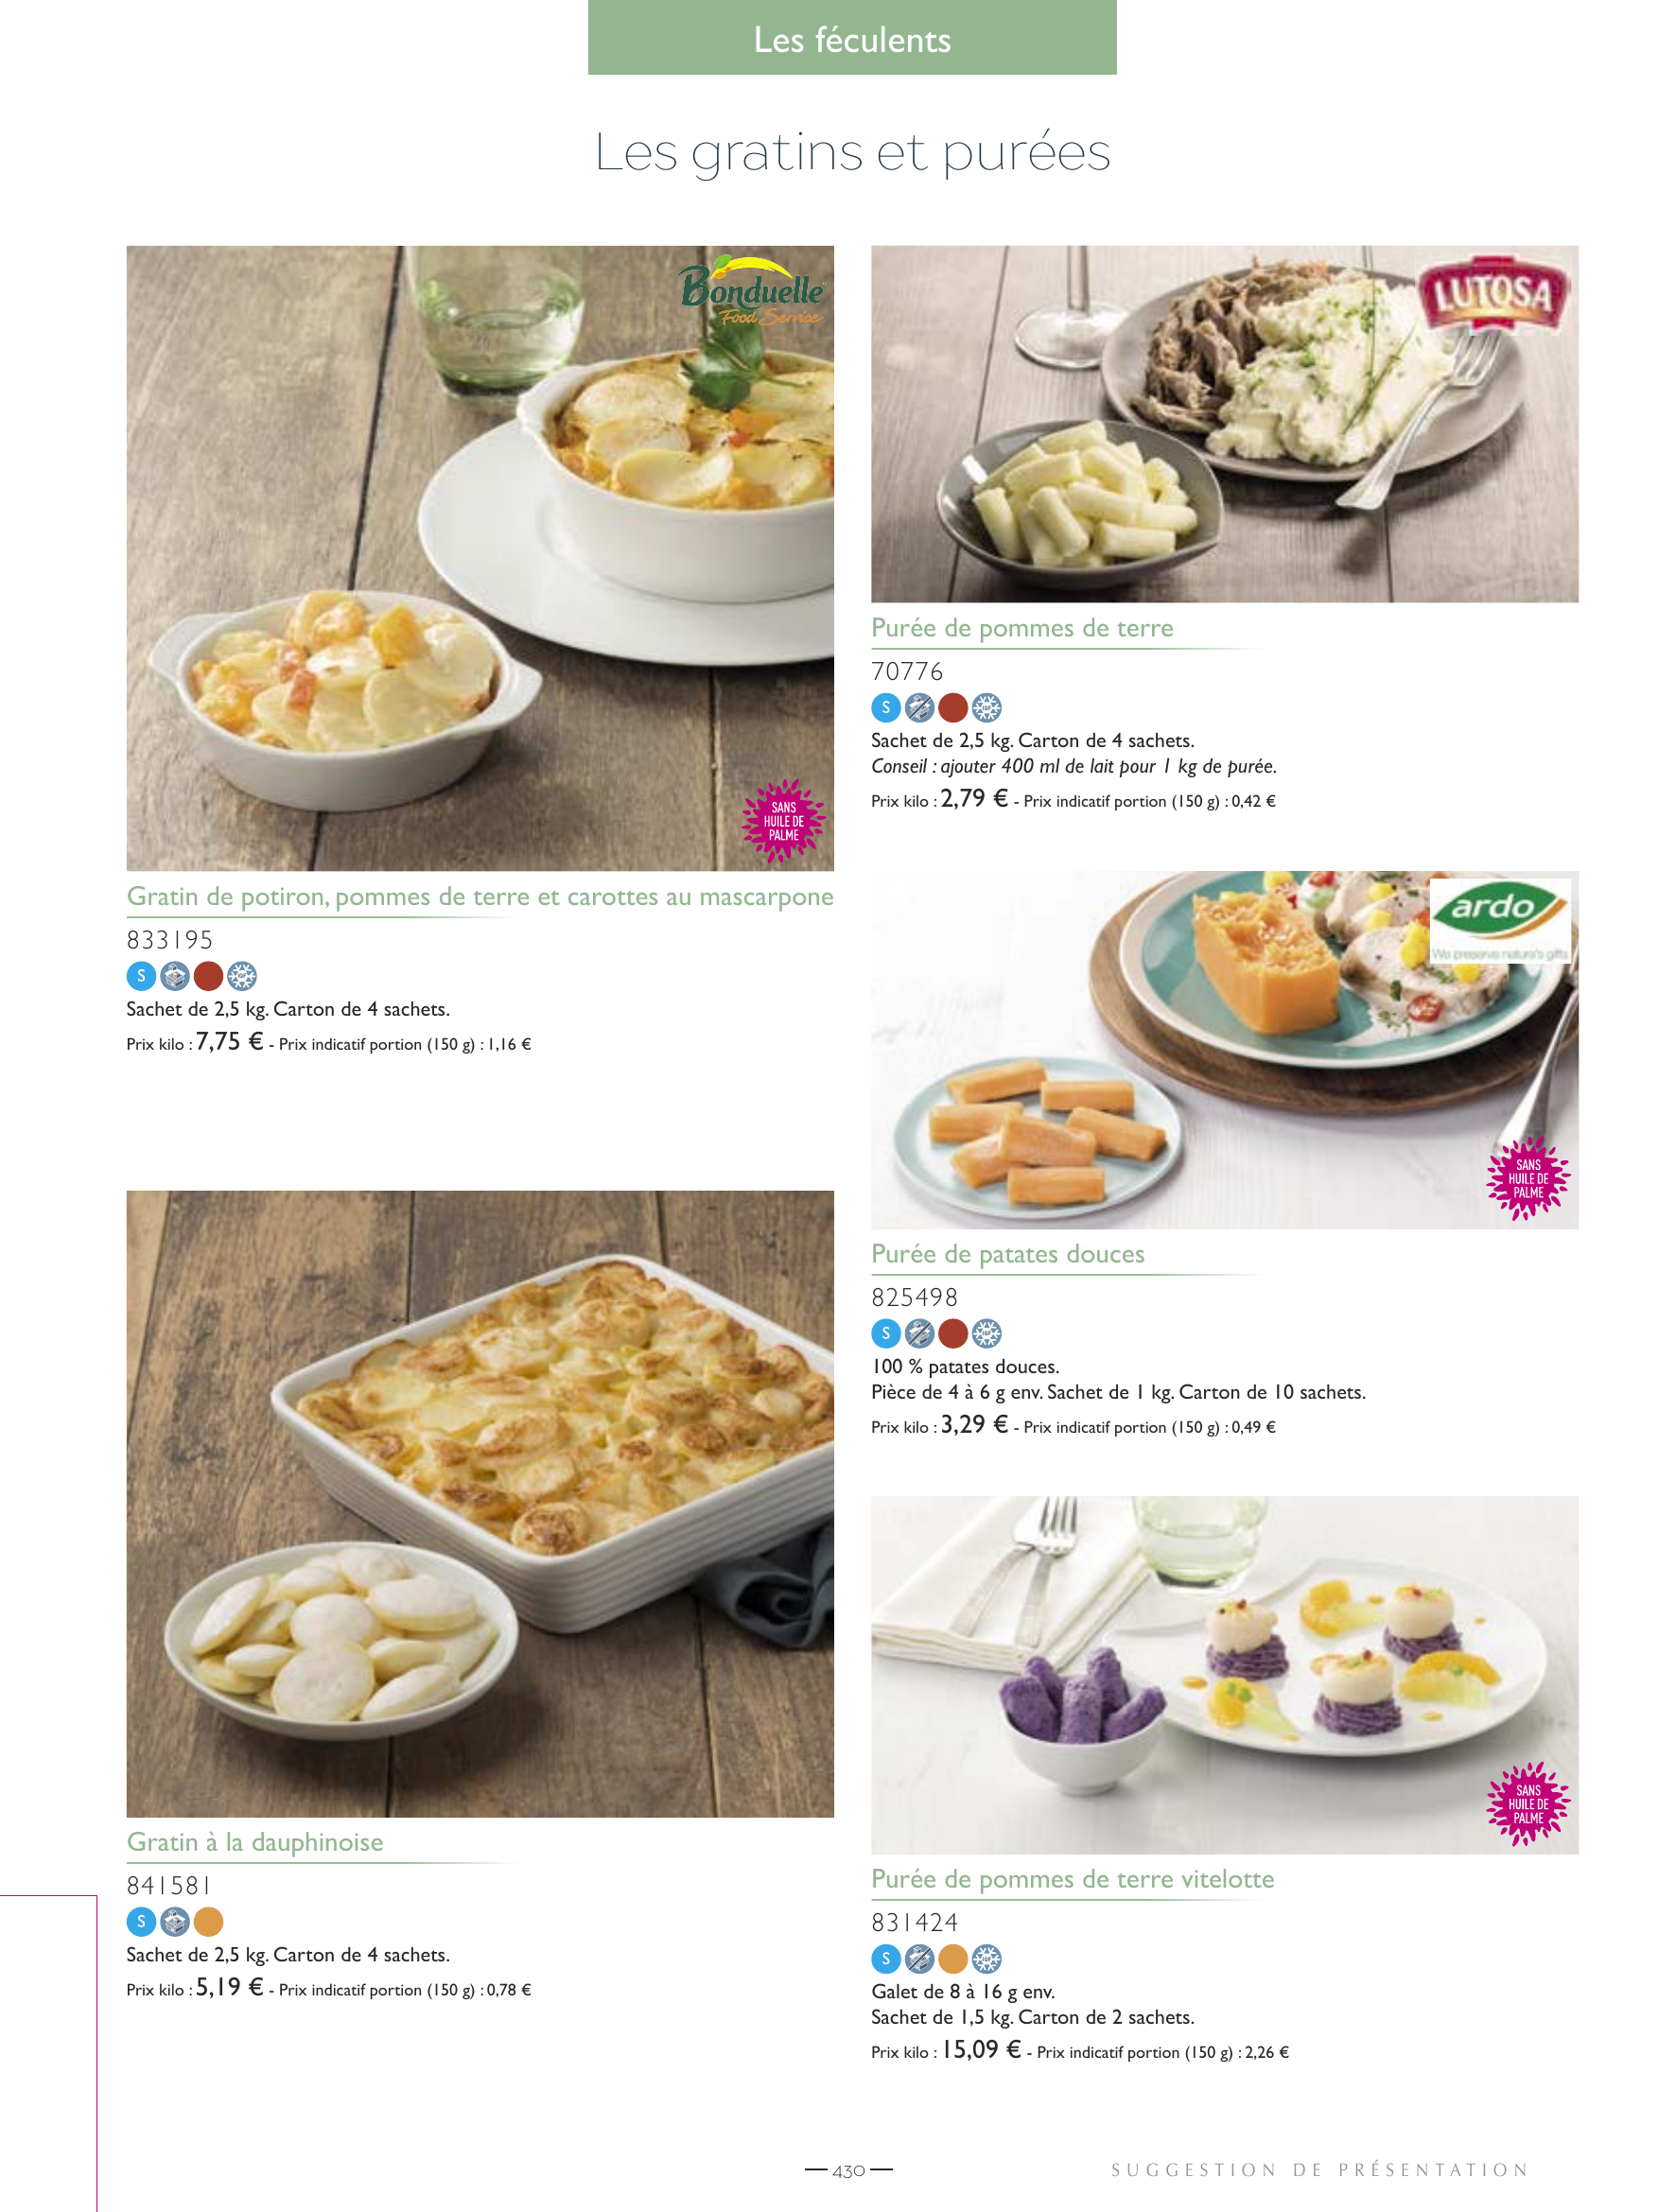 Les féculents
Les gratins et purées
Bonduelle
Food Service
SANS
HUILE DE
PALME
Gratin de potiron, pommes de terre et carottes au mascarpone
833195
S
Sachet de 2,5 kg. Carton de 4 sachets.
Prix kilo : 7,75 € - Prix indicatif portion (150 g) : 1,16 €
Gratin à la dauphinoise
841581
S
Sachet de 2,5 kg. Carton de 4 sachets.
Prix kilo : 5,19 € - Prix indicatif portion (150 g) : 0,78 €
LUTOSA
Purée de pommes de terre
70776
S
Sachet de 2,5 kg. Carton de 4 sachets.
Conseil : ajouter 400 ml de lait pour 1 kg de purée.
Prix kilo : 2,79 € - Prix indicatif portion (150 g) : 0,42 €
ardo
We preserve nature's gifts
SANS
HUILE DE
PALME
Purée de patates douces
825498
S
100 % patates douces.
Pièce de 4 à 6 g env. Sachet de 1 kg. Carton de 10 sachets.
Prix kilo : 3,29 € - Prix indicatif portion (150 g) : 0,49 €
SANS
HUILE DE
PALME
Purée de pommes de terre vitelotte
831424
S
Galet de 8 à 16 g env.
Sachet de 1,5 kg. Carton de 2 sachets.
Prix kilo : 15,09 € - Prix indicatif portion (150 g) : 2,26 €
430
SUGGESTION DE PRÉSENTATION